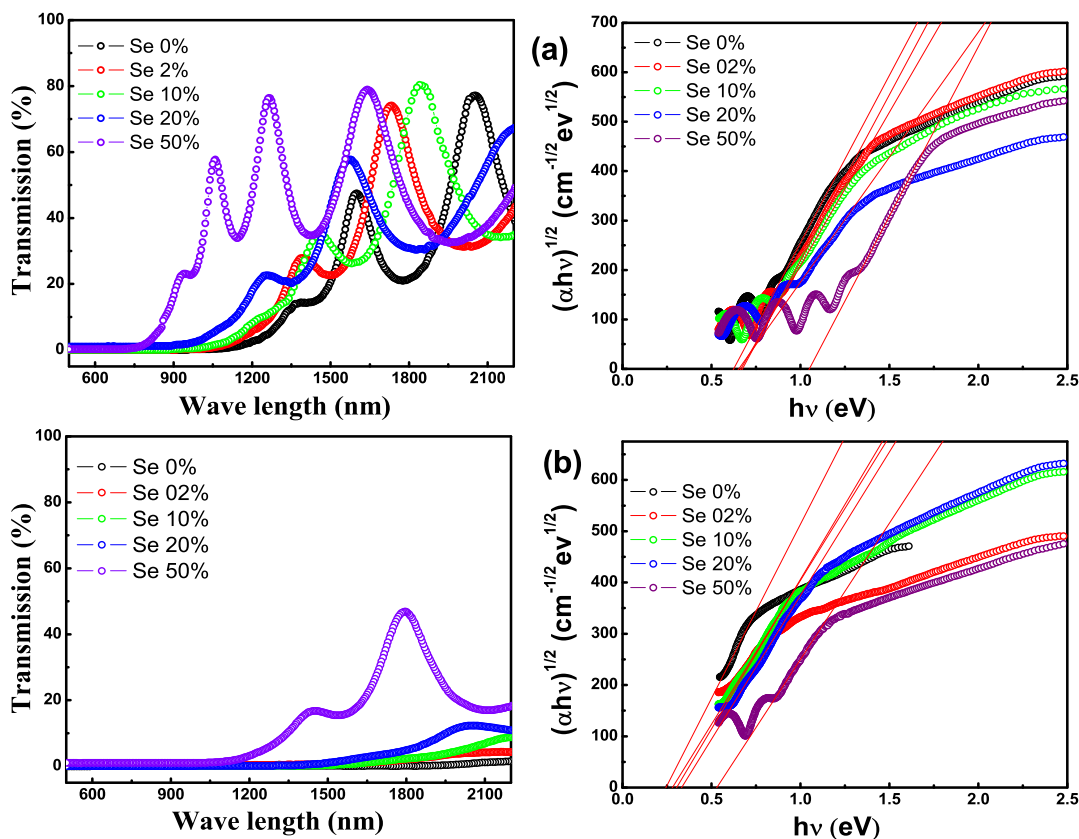 100
80
60
40
20
0
600 900 1200 1500 1800 2100
Transmission (%)
Wave length (nm)
Se 0%
Se 2%
Se 10%
Se 20%
Se 50%
(a)
700
600
500
400
300
200
100
0
0.0 0.5 1.0 1.5 2.0 2.5
(αhν)1/2 (cm-1/2ev1/2)
hν (eV)
Se 0%
Se 02%
Se 10%
Se 20%
Se 50%
100
80
60
40
20
0
600 900 1200 1500 1800 2100
Transmission (%)
Wave length (nm)
Se 0%
Se 02%
Se 10%
Se 20%
Se 50%
(b)
600
500
400
300
200
100
0
0.0 0.5 1.0 1.5 2.0 2.5
(αhν)1/2 (cm-1/2ev1/2)
hν (eV)
Se 0%
Se 02%
Se 10%
Se 20%
Se 50%